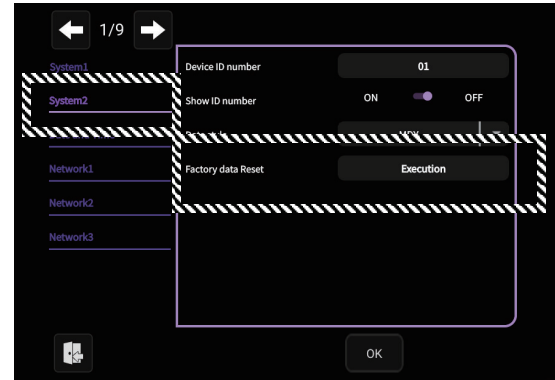 1/9
System1
System2
Network1
Network2
Network3
Device ID number
01
Show ID number
ON
OFF
Factory data Reset
Execution
OK